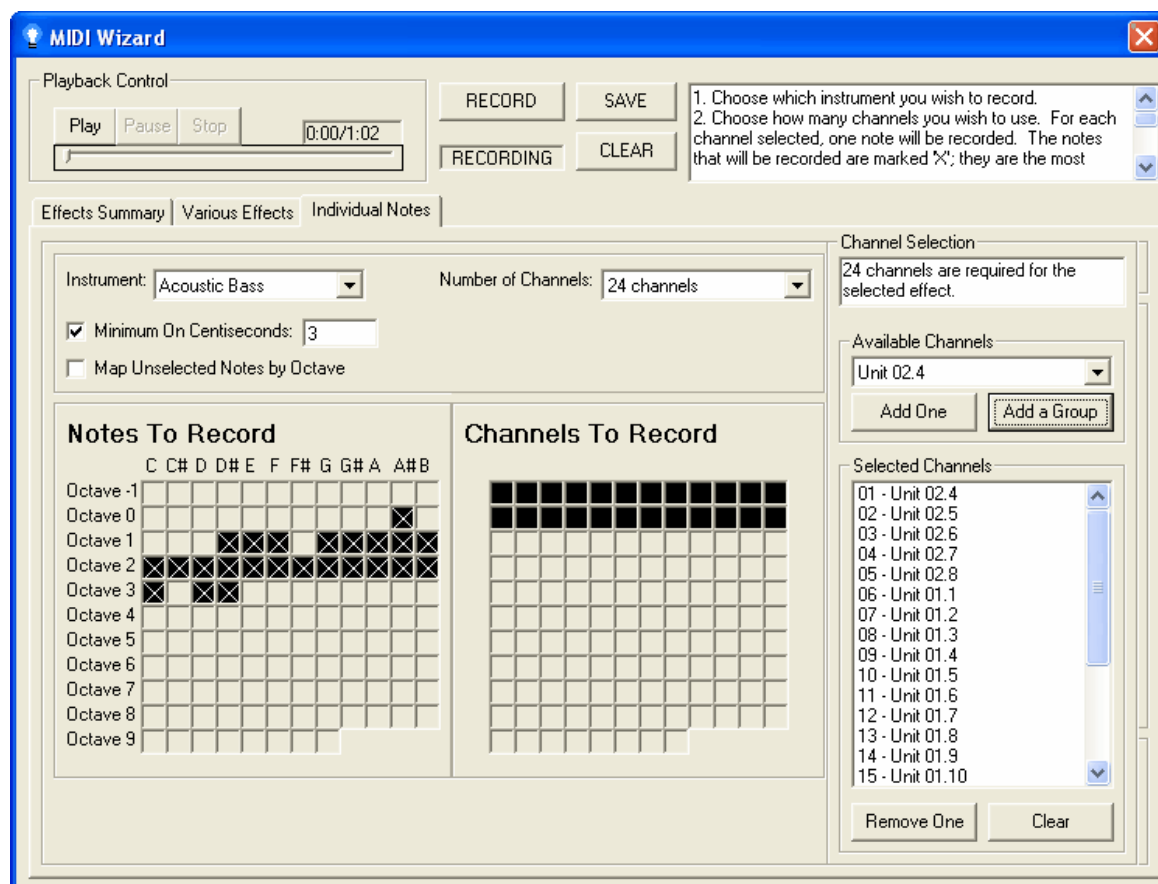 MIDI Wizard
Playback Control
Play
Pause
Stop
0:00/1:02
RECORD
SAVE
RECORDING
CLEAR
1. Choose which instrument you wish to record.
2. Choose how many channels you wish to use.  For each
channel selected, one note will be recorded.  The notes
that will be recorded are marked 'X'; they are the most
Effects Summary
Various Effects
Individual Notes
Instrument:
Acoustic Bass
Number of Channels:
24 channels
Minimum On Centiseconds:
3
Map Unselected Notes by Octave
Notes To Record
C C# D D# E F F# G G# A A# B
Octave -1
Octave 0
Octave 1
Octave 2
Octave 3
Octave 4
Octave 5
Octave 6
Octave 7
Octave 8
Octave 9
Channels To Record
Channel Selection
24 channels are required for the
selected effect.
Available Channels
Unit 02.4
Add One
Add a Group
Selected Channels
01 - Unit 02.4
02 - Unit 02.5
03 - Unit 02.6
04 - Unit 02.7
05 - Unit 02.8
06 - Unit 01.1
07 - Unit 01.2
08 - Unit 01.3
09 - Unit 01.4
10 - Unit 01.5
11 - Unit 01.6
12 - Unit 01.7
13 - Unit 01.8
14 - Unit 01.9
15 - Unit 01.10
Remove One
Clear